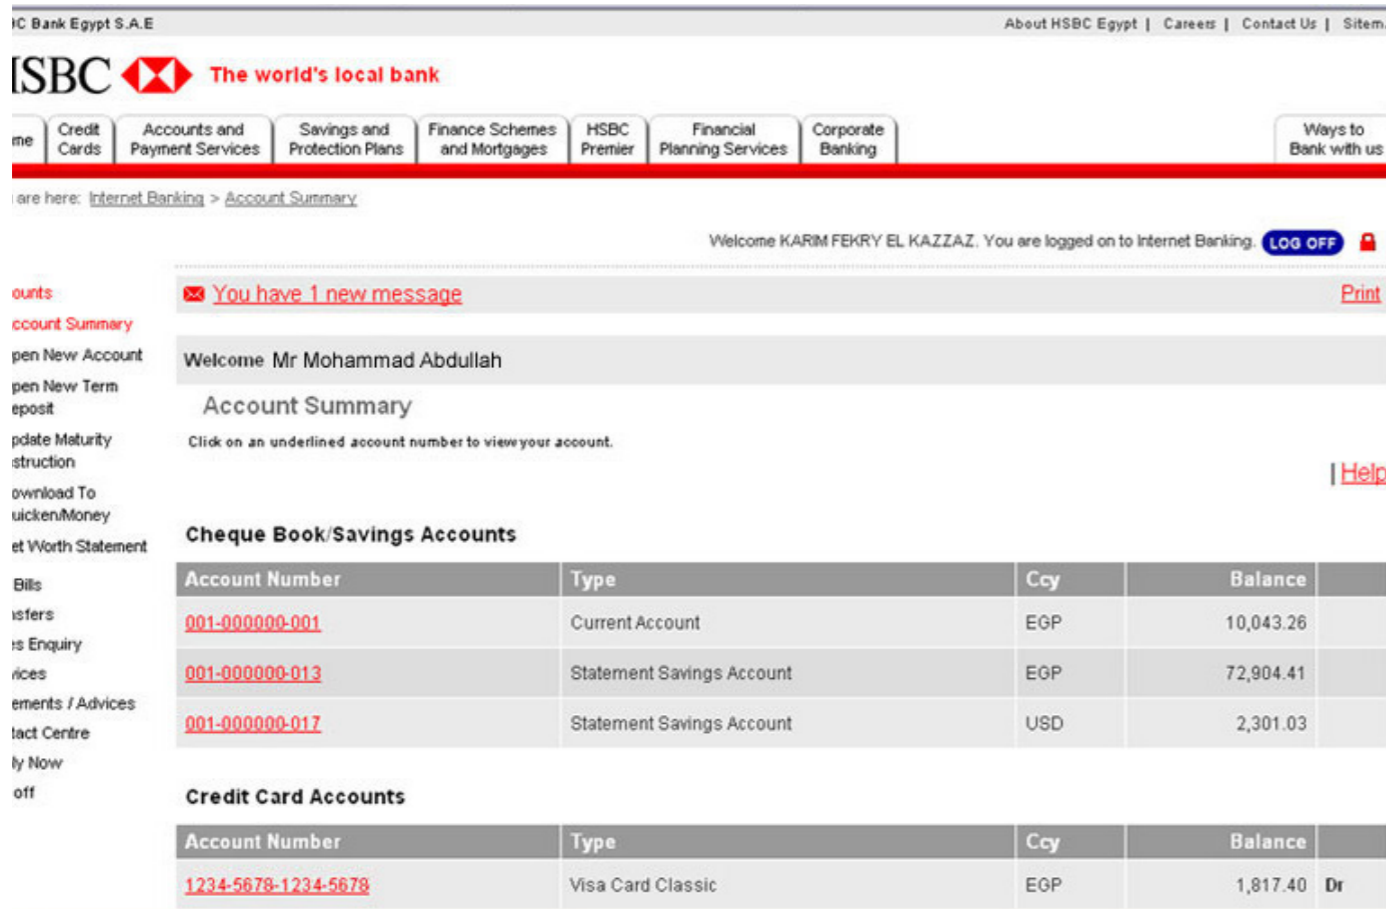 IC Bank Egypt S.A.E
About HSBC Egypt | Careers | Contact Us | Sitem
HSBC The world's local bank
me
Credit Cards
Accounts and Payment Services
Savings and Protection Plans
Finance Schemes and Mortgages
HSBC Premier
Financial Planning Services
Corporate Banking
Ways to Bank with us
are here: Internet Banking > Account Summary
Welcome KARIM FEKRY EL KAZZAZ. You are logged on to Internet Banking. LOG OFF
You have 1 new message Print
Welcome Mr Mohammad Abdullah
Account Summary
Click on an underlined account number to view your account.
| Help
ounts
ccount Summary
pen New Account
pen New Term
eposit
pdate Maturity
struction
ownload To
uicken/Money
et Worth Statement
Bills
nsfers
es Enquiry
vices
ements / Advices
tact Centre
ly Now
off
Cheque Book/Savings Accounts
Account Number Type Ccy Balance
001-000000-001 Current Account EGP 10,043.26
001-000000-013 Statement Savings Account EGP 72,904.41
001-000000-017 Statement Savings Account USD 2,301.03
Credit Card Accounts
Account Number Type Ccy Balance
1234-5678-1234-5678 Visa Card Classic EGP 1,817.40 Dr